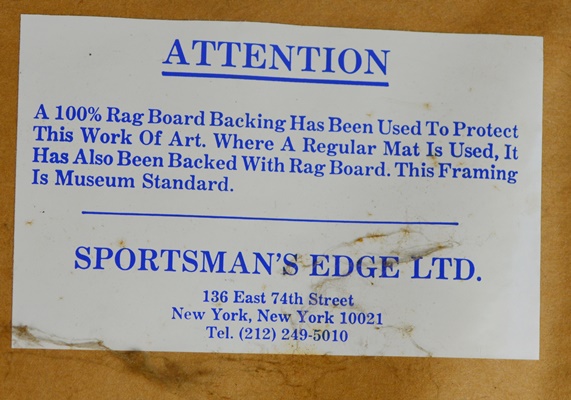 ATTENTION
A 100% Rag Board Backing Has Been Used To Protect
This Work Of Art. Where A Regular Mat Is Used, It
Has Also Been Backed With Rag Board. This Framing
Is Museum Standard.
SPORTSMAN'S EDGE LTD.
136 East 74th Street
New York, New York 10021
Tel. (212) 249-5010